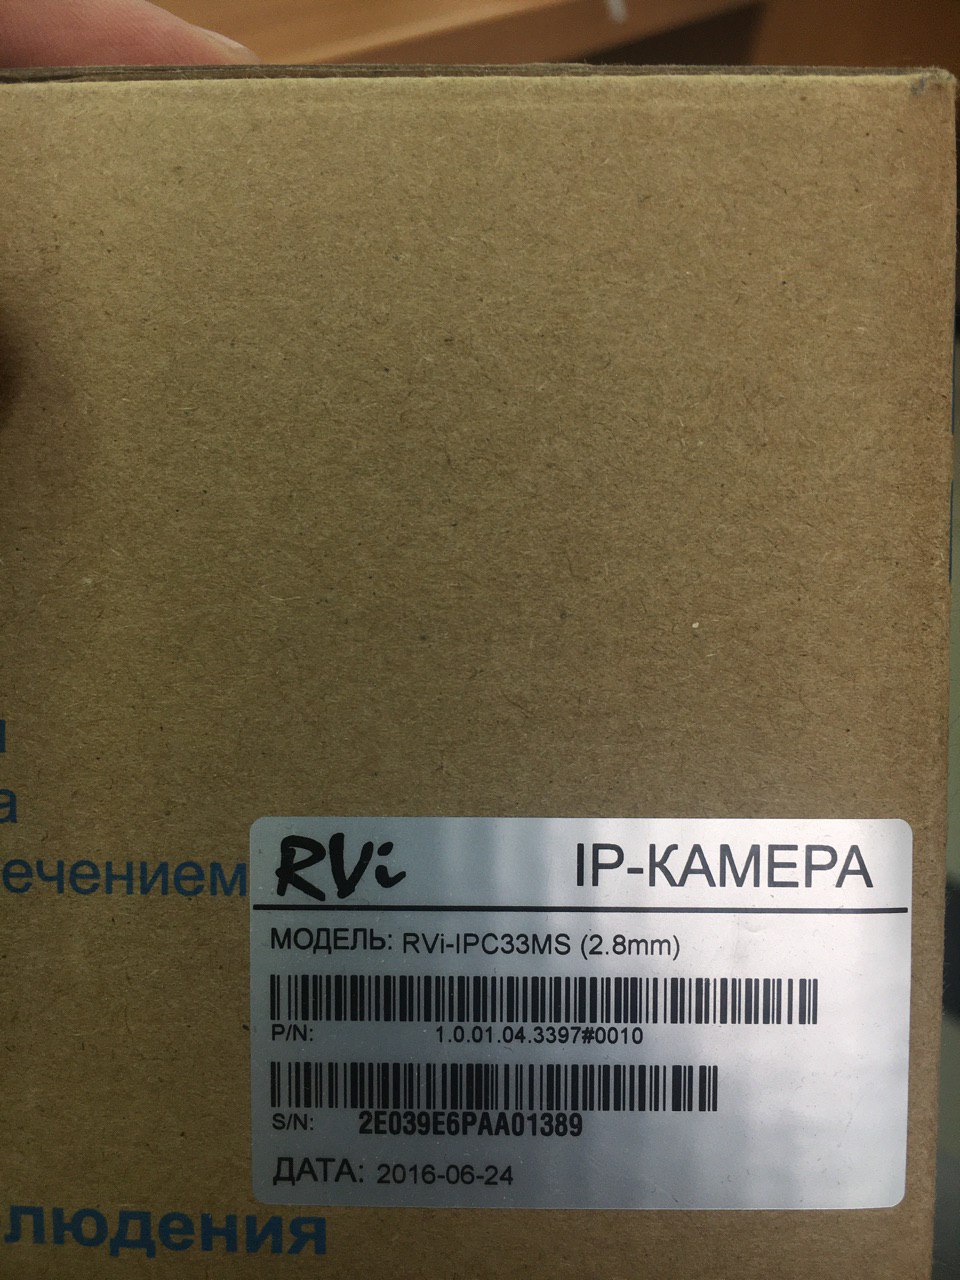 ечением
RVi IP-КАМЕРА
МОДЕЛЬ: RVi-IPC33MS (2.8mm)
P/N: 1.0.01.04.3397#0010
S/N: 2E039E6PAA01389
ДАТА: 2016-06-24
людения